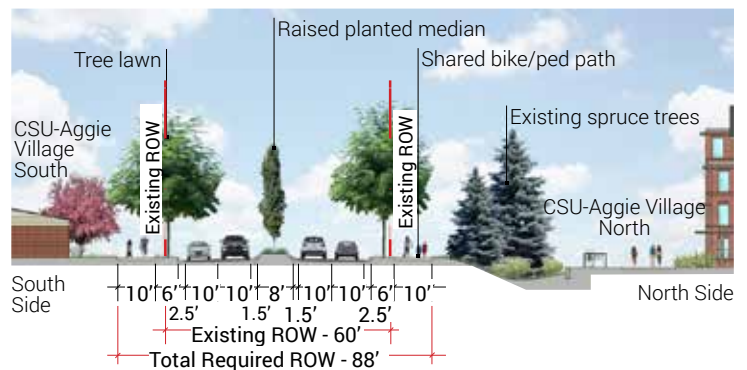 Raised planted median
Tree lawn
Shared bike/ped path
Existing ROW
Existing ROW
Existing spruce trees
CSU-Aggie
Village
South
CSU-Aggie Village
North
South
Side
10' 6' 10' 10' 8' 10' 10' 6' 10'
2.5' 1.5' 1.5' 2.5'
North Side
Existing ROW - 60'
Total Required ROW - 88'